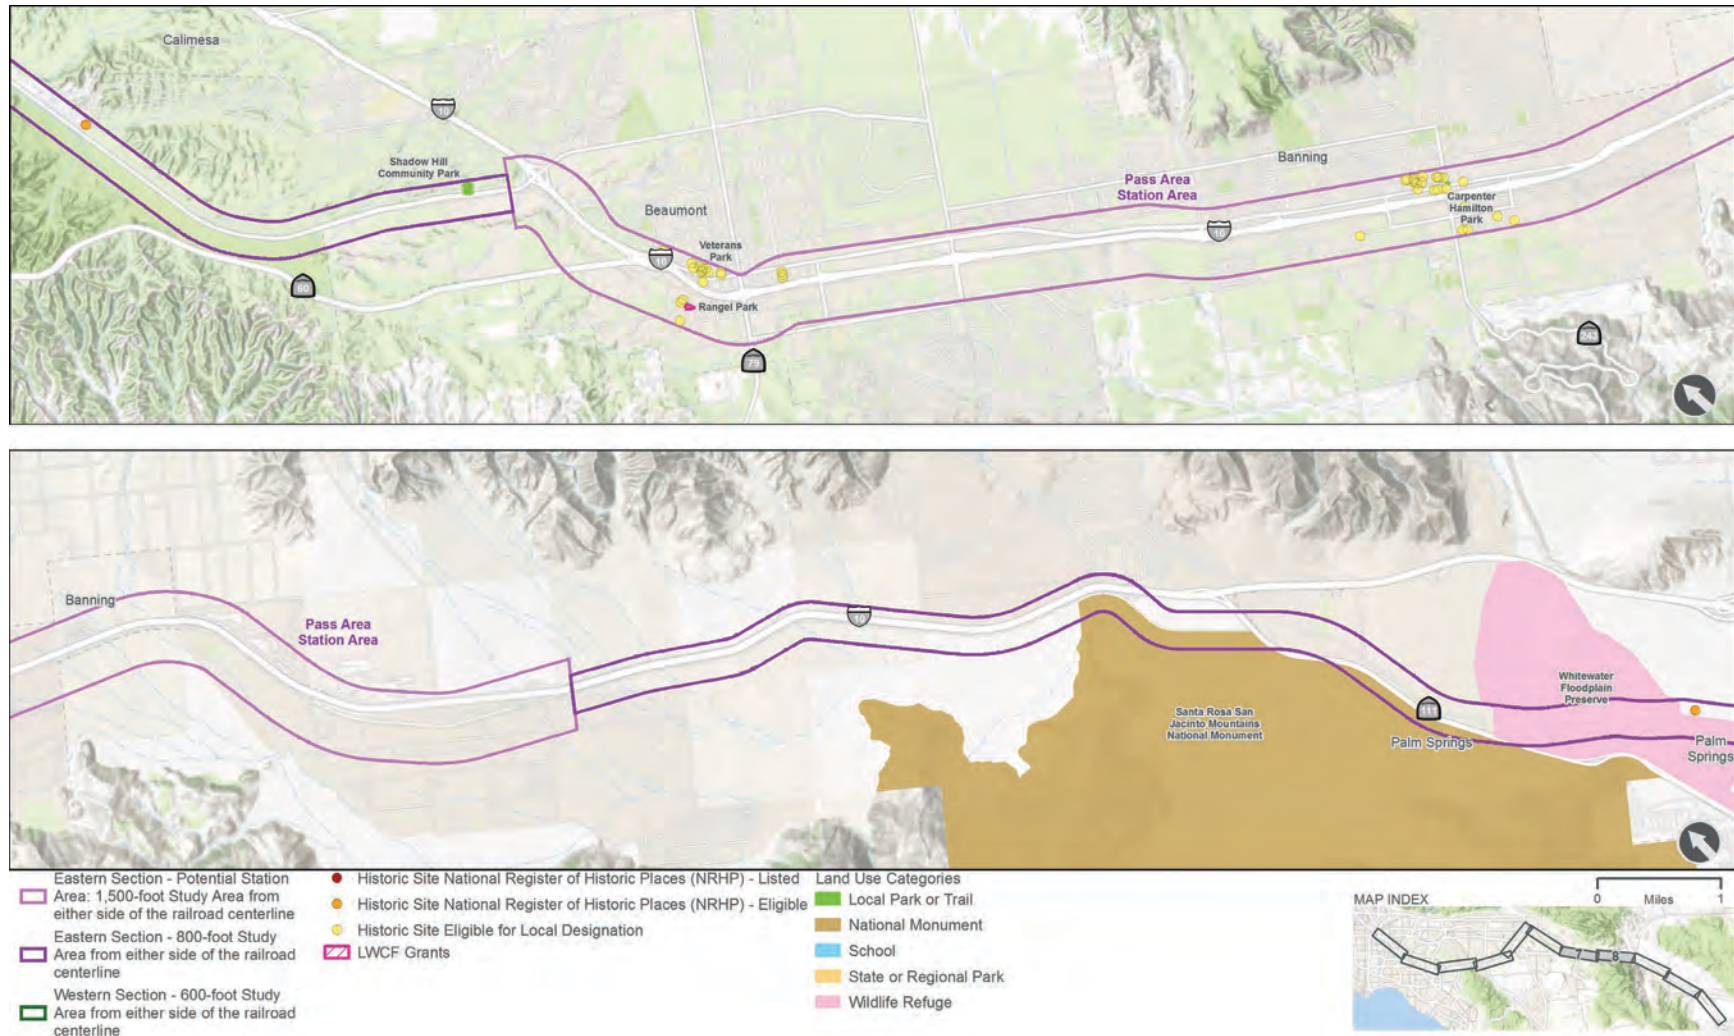 Calimesa
10
Shadow Hill
Community Park
Beaumont
Veterans
Park
10
Rangel Park
60
79
Pass Area
Station Area
10
Banning
Carpenter
Hamilton
Park
243
Banning
Pass Area
Station Area
10
Santa Rosa San
Jacinto Mountains
National Monument
111
Palm Springs
Whitewater
Floodplain
Preserve
Palm
Springs
Eastern Section - Potential Station
Area: 1,500-foot Study Area from
either side of the railroad centerline
Eastern Section - 800-foot Study
Area from either side of the railroad
centerline
Western Section - 600-foot Study
Area from either side of the railroad
centerline
Historic Site National Register of Historic Places (NRHP) - Listed
Historic Site National Register of Historic Places (NRHP) - Eligible
Historic Site Eligible for Local Designation
LWCF Grants
Land Use Categories
Local Park or Trail
National Monument
School
State or Regional Park
Wildlife Refuge
0 Miles 1
MAP INDEX
7 8